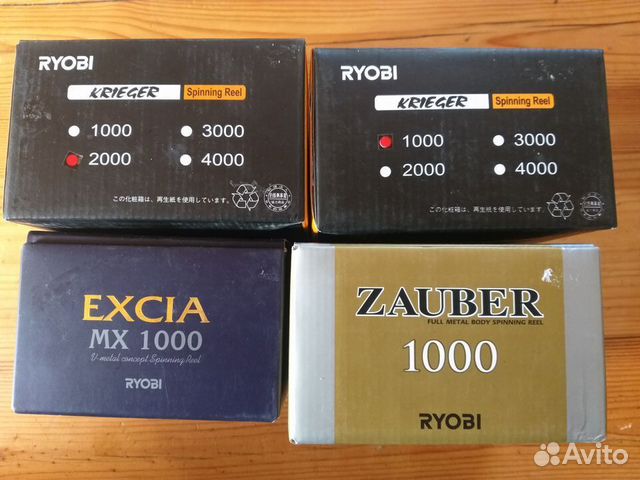 RYOBI
KRIEGER Spinning Reel
1000 3000
2000 4000
この化粧箱は、再生紙を使用しています。
RYOBI
KRIEGER Spinning Reel
1000 3000
2000 4000
この化粧箱は、再生紙を使用しています。
EXCIA
MX 1000
V-metal concept Spinning Reel
RYOBI
ZAUBER
FULL METAL BODY SPINNING REEL
1000
RYOBI
Avito